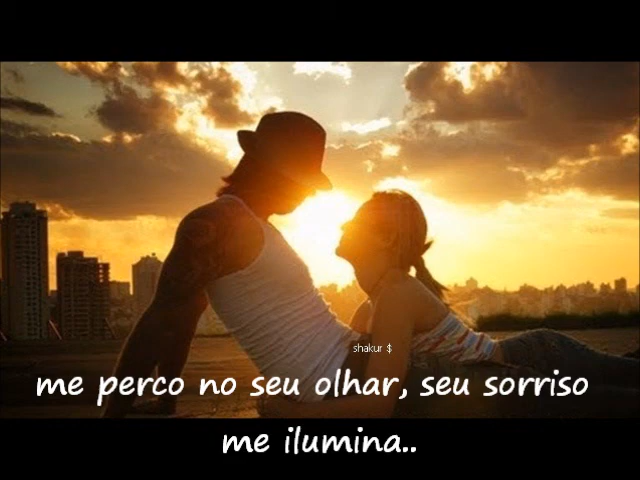 shakur $
me perco no seu olhar, seu sorriso
me ilumina..